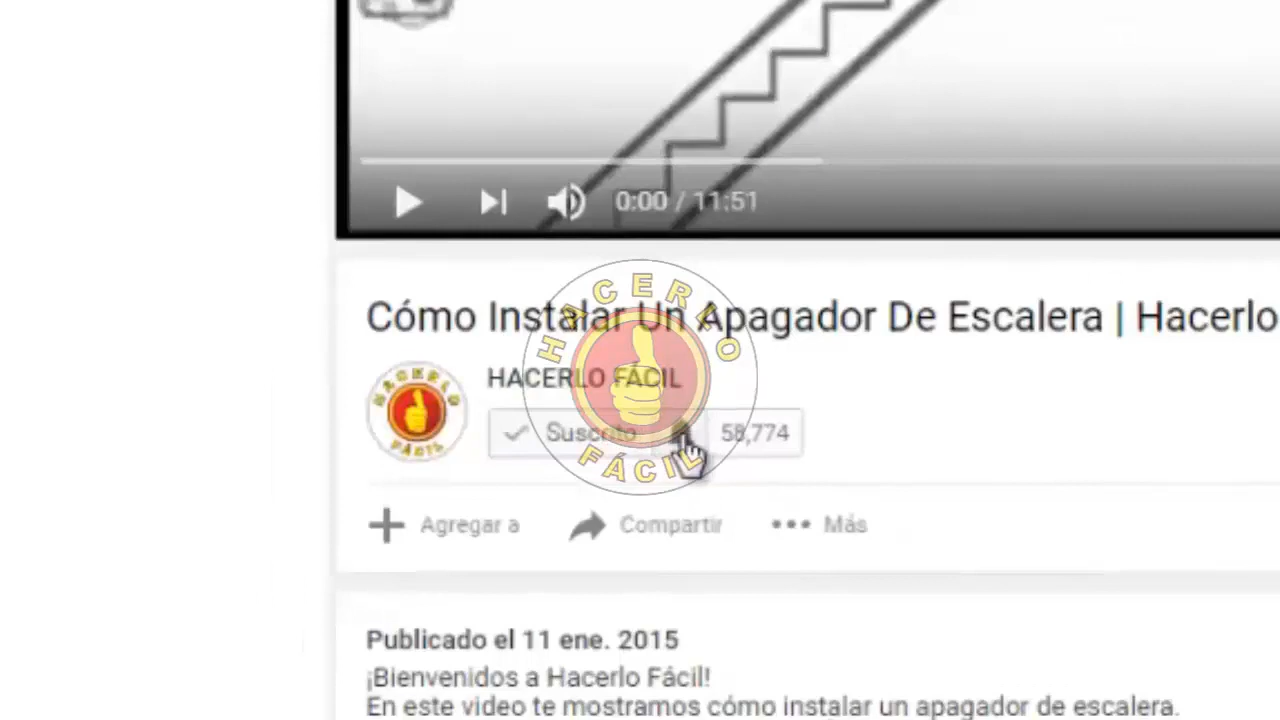 0:00 / 11:51
Cómo Instalar Un Apagador De Escalera | Hacerlo
HACERLO
FÁCIL
HACERLO FÁCIL
HACERLO
FÁCIL
Suscrito 58,774
Agregar a Compartir Más
Publicado el 11 ene. 2015
¡Bienvenidos a Hacerlo Fácil!
En este video te mostramos cómo instalar un apagador de escalera.